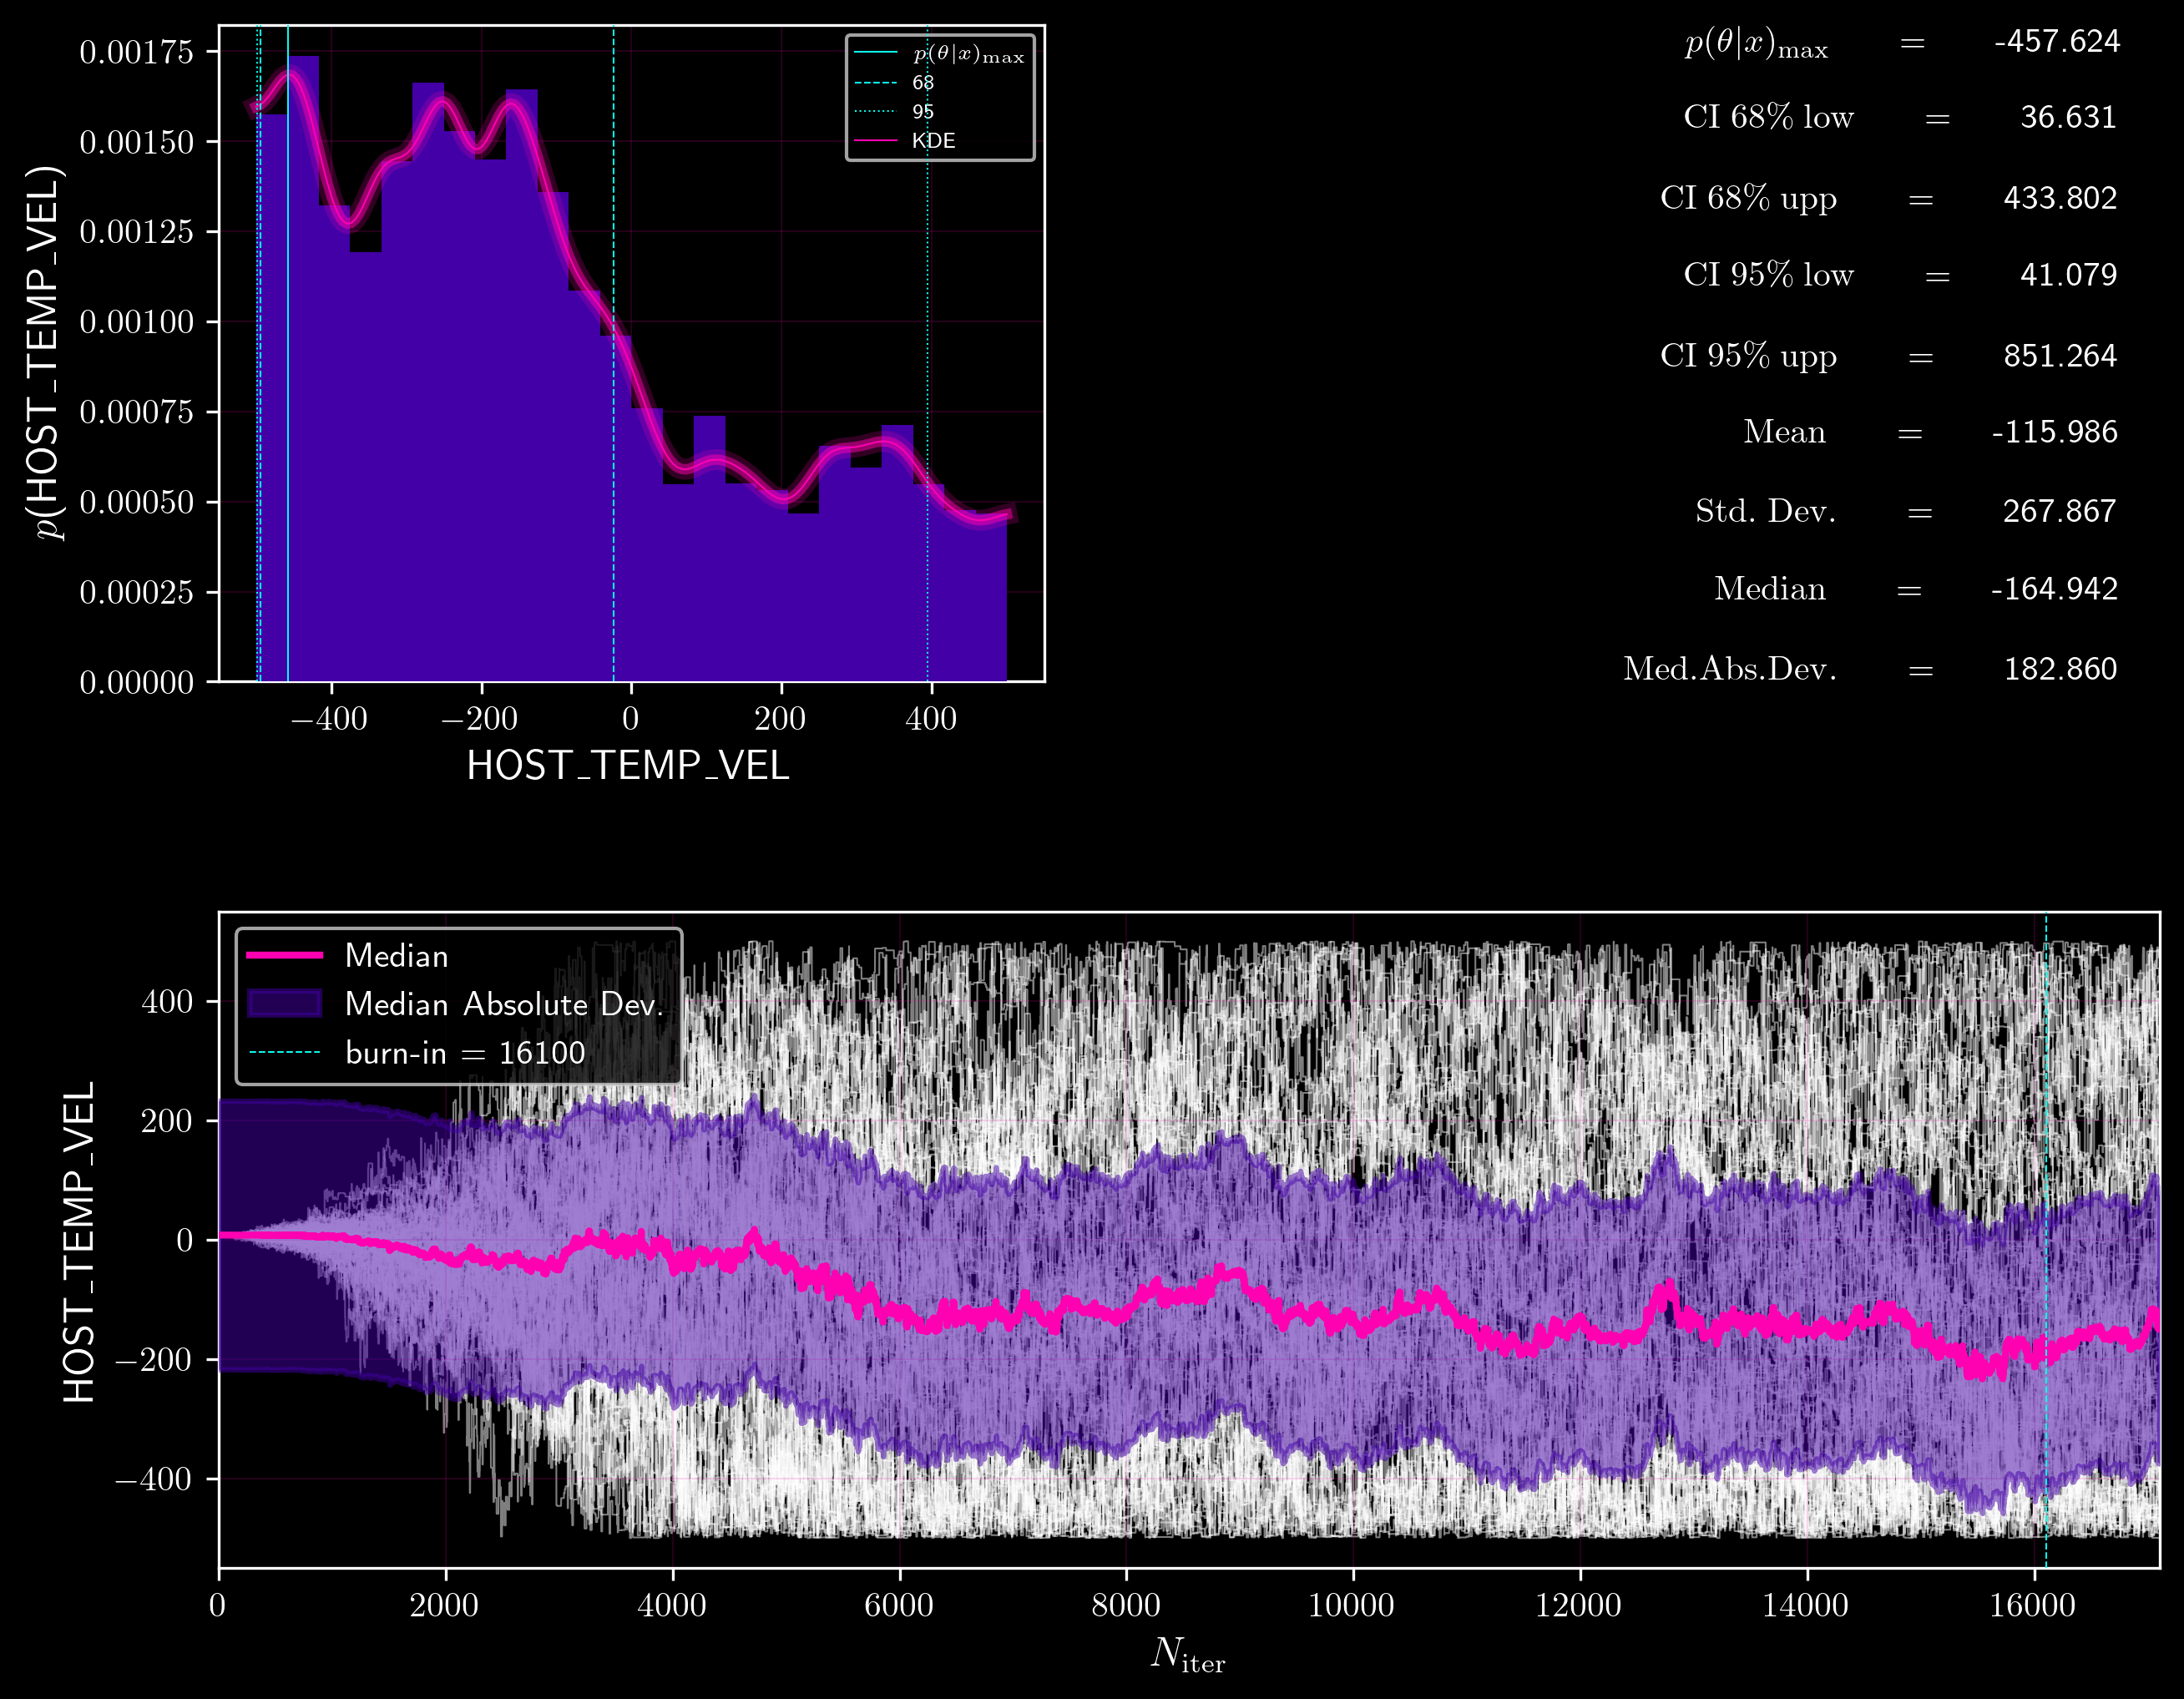 0.00175
0.00150
0.00125
0.00100
0.00075
0.00050
0.00025
0.00000
p(HOST_TEMP_VEL)
−400 −200 0 200 400
HOST_TEMP_VEL
p(θ|x)max
68
95
KDE
p(θ|x)max = -457.624
CI 68% low = 36.631
CI 68% upp = 433.802
CI 95% low = 41.079
CI 95% upp = 851.264
Mean = -115.986
Std. Dev. = 267.867
Median = -164.942
Med.Abs.Dev. = 182.860
Median
Median Absolute Dev.
burn-in = 16100
400
200
0
−200
−400
HOST_TEMP_VEL
0 2000 4000 6000 8000 10000 12000 14000 16000
Niter